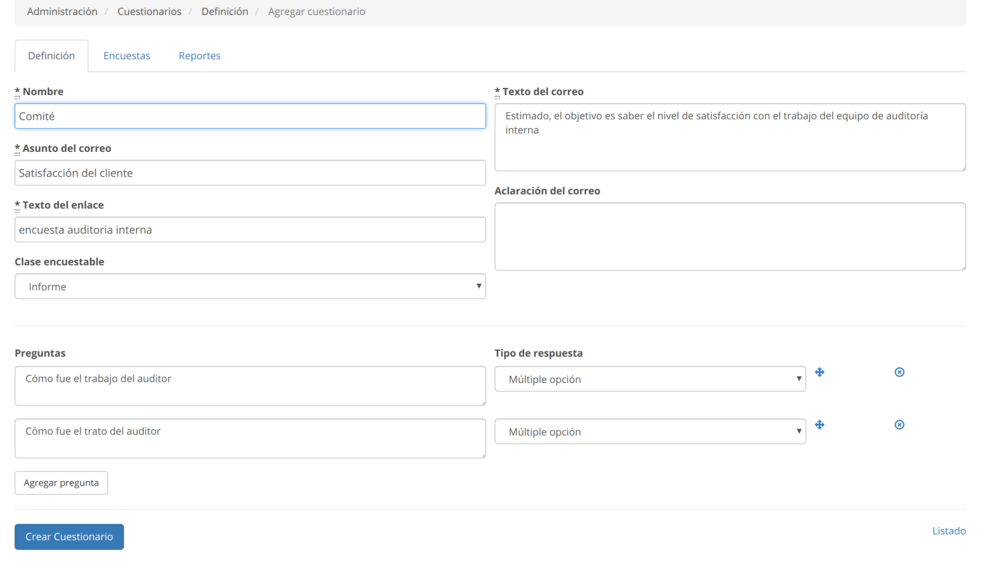 Administración / Cuestionarios / Definición / Agregar cuestionario
Definición Encuestas Reportes
* Nombre
Comité
* Asunto del correo
Satisfacción del cliente
* Texto del enlace
encuesta auditoria interna
Clase encuestable
Informe
* Texto del correo
Estimado, el objetivo es saber el nivel de satisfacción con el trabajo del equipo de auditoría
interna
Aclaración del correo
Preguntas Tipo de respuesta
Cómo fue el trabajo del auditor Múltiple opción
Cómo fue el trato del auditor Múltiple opción
Agregar pregunta
Crear Cuestionario Listado